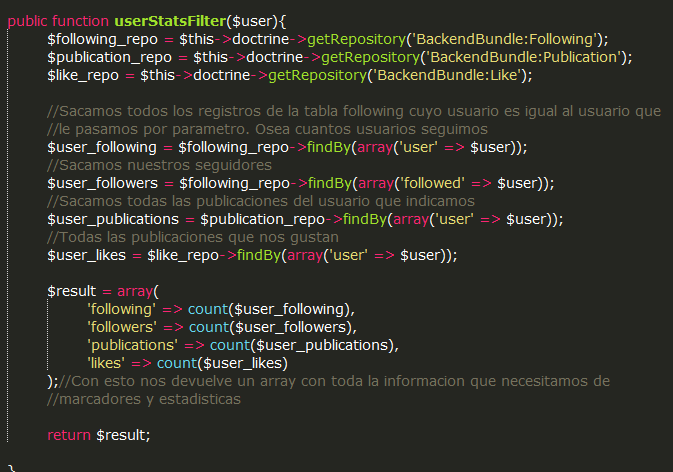 public function userStatsFilter($user){
$following_repo = $this->doctrine->getRepository('BackendBundle:Following');
$publication_repo = $this->doctrine->getRepository('BackendBundle:Publication');
$like_repo = $this->doctrine->getRepository('BackendBundle:Like');
//Sacamos todos los registros de la tabla following cuyo usuario es igual al usuario que
//le pasamos por parametro. Osea cuantos usuarios seguimos
$user_following = $following_repo->findBy(array('user' => $user));
//Sacamos nuestros seguidores
$user_followers = $following_repo->findBy(array('followed' => $user));
//Sacamos todas las publicaciones del usuario que indicamos
$user_publications = $publication_repo->findBy(array('user' => $user));
//Todas las publicaciones que nos gustan
$user_likes = $like_repo->findBy(array('user' => $user));
$result = array(
'following' => count($user_following),
'followers' => count($user_followers),
'publications' => count($user_publications),
'likes' => count($user_likes)
);//Con esto nos devuelve un array con toda la informacion que necesitamos de
//marcadores y estadisticas
return $result;
}